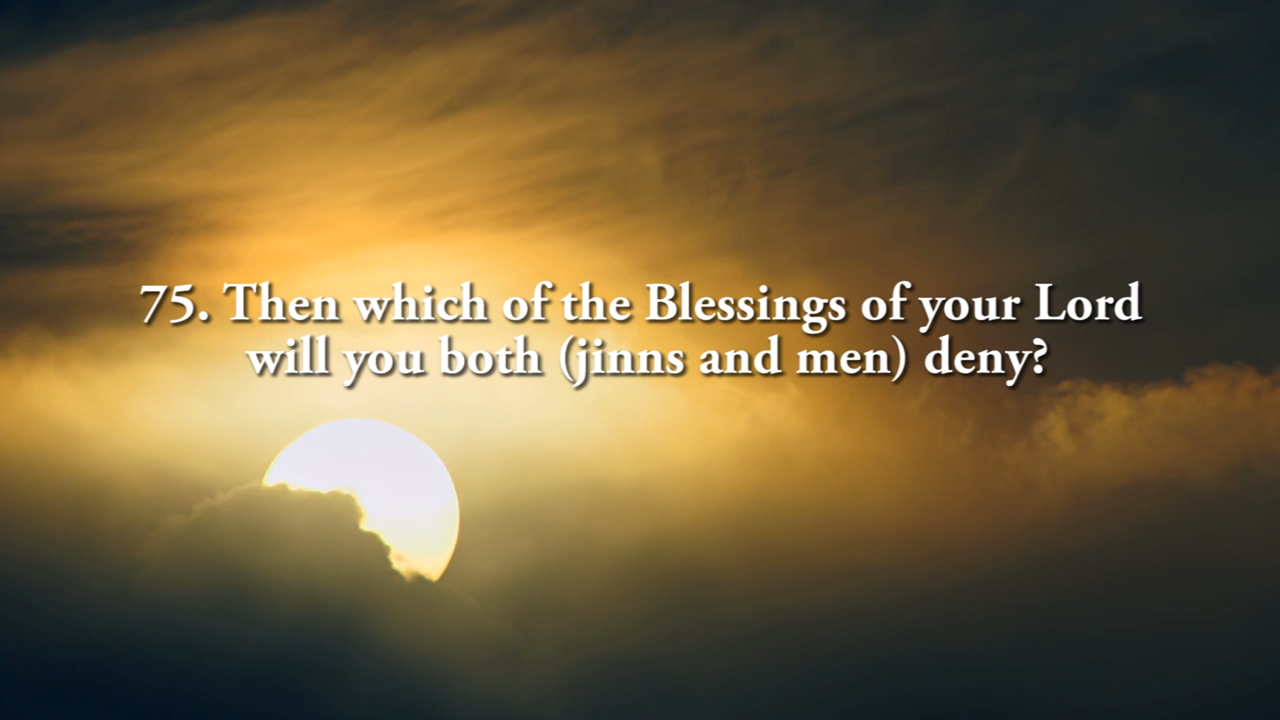 75. Then which of the Blessings of your Lord
will you both (jinns and men) deny?